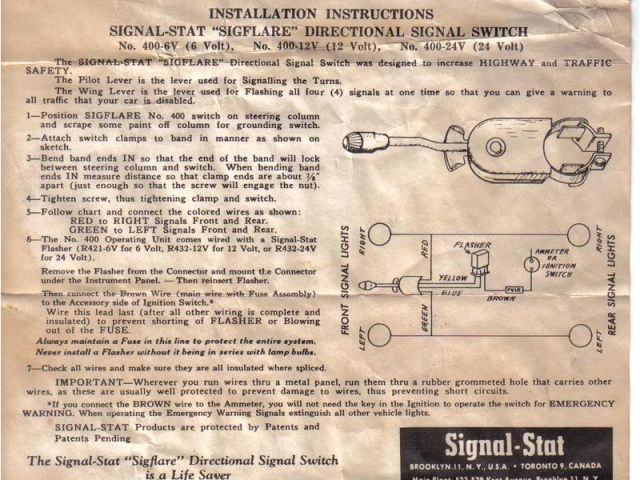 INSTALLATION INSTRUCTIONS
SIGNAL-STAT "SIGFLARE" DIRECTIONAL SIGNAL SWITCH
No. 400-6V (6 Volt), No. 400-12V (12 Volt), No. 400-24V (24 Volt)
The SIGNAL-STAT "SIGFLARE" Directional Signal Switch was designed to increase HIGHWAY and TRAFFIC
SAFETY.
The Pilot Lever is the lever used for Signalling the Turns.
The Wing Lever is the lever used for Flashing all four (4) signals at one time so that you can give a warning to
all traffic that your car is disabled.
1—Position SIGFLARE No. 400 switch on steering column
and scrape some paint off column for grounding switch.
2—Attach switch clamps to band in manner as shown on
sketch.
3—Bend band ends IN so that the end of the band will lock
between steering column and switch. When bending band
ends IN measure distance so that clamp ends are about ⅞"
apart (just enough so that the screw will engage the nut).
4—Tighten screw, thus tightening clamp and switch.
5—Follow chart and connect the colored wires as shown:
RED to RIGHT Signals Front and Rear.
GREEN to LEFT Signals Front and Rear.
6—The No. 400 Operating Unit comes wired with a Signal-Stat
Flasher (R421-6V for 6 Volt, R432-12V for 12 Volt, or R432-24V
for 24 Volt).
Remove the Flasher from the Connector and mount the Connector
under the Instrument Panel. — Then reinsert Flasher.
Then connect the Brown Wire (main wire with Fuse Assembly)
to the Accessory side of Ignition Switch.*
Wire this lead last (after all other wiring is complete and
insulated) to prevent shorting of FLASHER or Blowing
out of the FUSE.
Always maintain a Fuse in this line to protect the entire system.
Never install a Flasher without it being in series with lamp bulbs.
7—Check all wires and make sure they are all insulated where spliced.
FRONT SIGNAL LIGHTS
RIGHT
LEFT
RED
GREEN
YELLOW
BLUE
FLASHER
BROWN
FUSE
AMMETER
OR
IGNITION
SWITCH
RIGHT
LEFT
REAR SIGNAL LIGHTS
IMPORTANT—Wherever you run wires thru a metal panel, run them thru a rubber grommeted hole that carries other
wires, as these are usually well protected to prevent damage to wires, thus preventing short circuits.
*If you connect the BROWN wire to the Ammeter, you will not need the key in the Ignition to operate the switch for EMERGENCY
WARNING. When operating the Emergency Warning Signals extinguish all other vehicle lights.
SIGNAL-STAT Products are protected by Patents and
Patents Pending
The Signal-Stat "Sigflare" Directional Signal Switch
is a Life Saver
Signal-Stat
BROOKLYN 11, N. Y., U.S.A. • TORONTO 9, CANADA
Main Plant: 523-539 Kent Avenue, Brooklyn 11, N. Y.